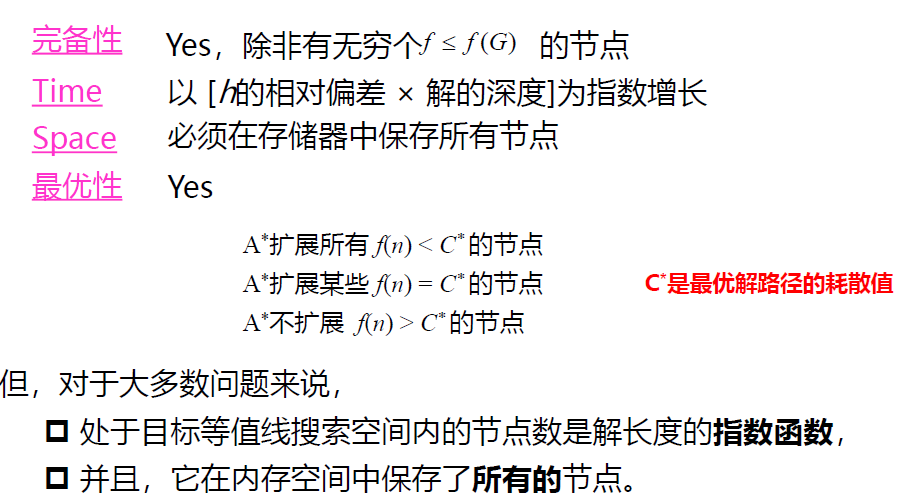 完备性 Yes，除非有无穷个 f ≤ f (G) 的节点
Time 以 [h的相对偏差 × 解的深度]为指数增长
Space 必须在存储器中保存所有节点
最优性 Yes
A*扩展所有 f(n) < C* 的节点
A*扩展某些 f(n) = C* 的节点
C*是最优解路径的耗散值
A*不扩展 f(n) > C* 的节点
但，对于大多数问题来说，
处于目标等值线搜索空间内的节点数是解长度的指数函数，
并且，它在内存空间中保存了所有的节点。